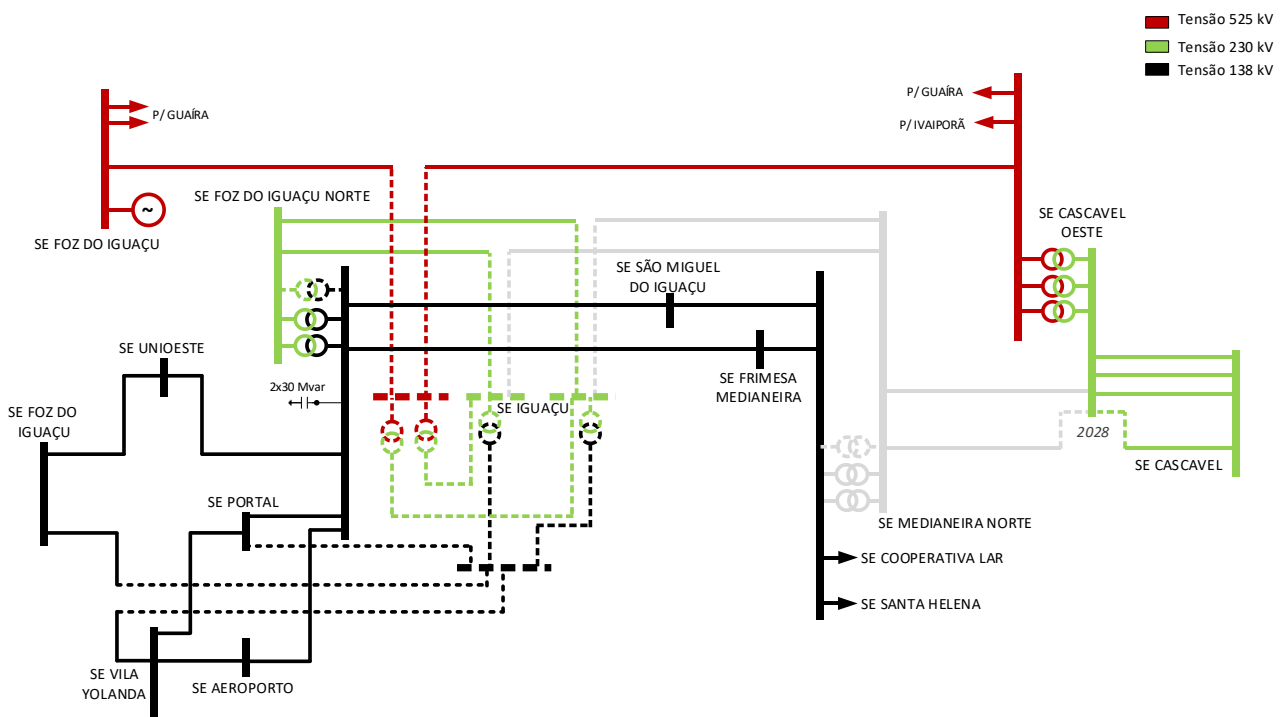 Tensão 525 kV
Tensão 230 kV
Tensão 138 kV
P/ GUAÍRA
P/ GUAÍRA
P/ IVAIPORÃ
SE FOZ DO IGUAÇU NORTE
SE FOZ DO IGUAÇU
~
SE CASCAVEL
OESTE
SE SÃO MIGUEL
DO IGUAÇU
SE UNIOESTE
2x30 Mvar
SE FRIMESA
MEDIANEIRA
SE IGUAÇU
SE FOZ DO
IGUAÇU
2028
SE CASCAVEL
SE PORTAL
SE MEDIANEIRA NORTE
SE COOPERATIVA LAR
SE SANTA HELENA
SE VILA
YOLANDA
SE AEROPORTO